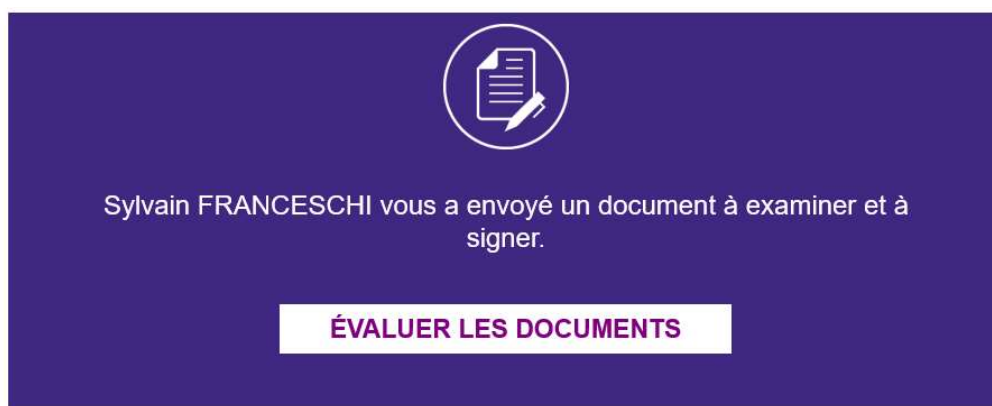 Sylvain FRANCESCHI vous a envoyé un document à examiner et à
signer.
ÉVALUER LES DOCUMENTS